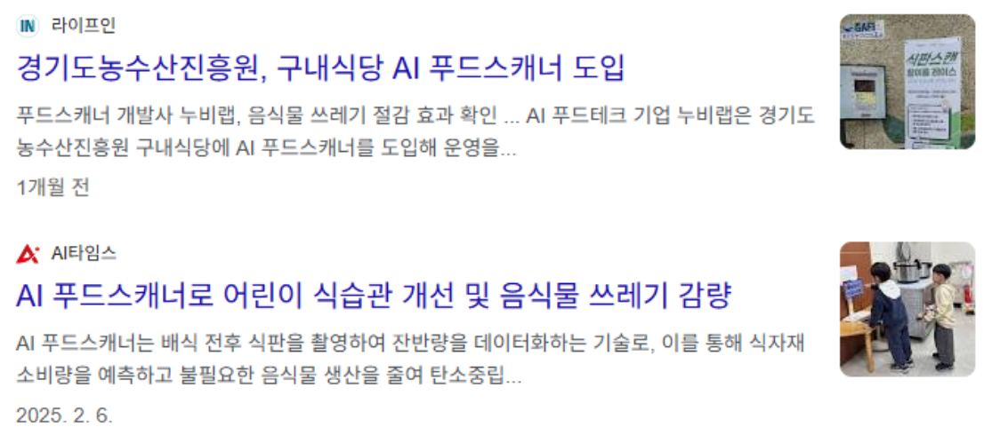 IN 라이프인
경기도농수산진흥원, 구내식당 AI 푸드스캐너 도입
푸드스캐너 개발사 누비랩, 음식물 쓰레기 절감 효과 확인 ... AI 푸드테크 기업 누비랩은 경기도
농수산진흥원 구내식당에 AI 푸드스캐너를 도입해 운영을...
1개월 전
식판스캔
AI타임스
AI 푸드스캐너로 어린이 식습관 개선 및 음식물 쓰레기 감량
AI 푸드스캐너는 배식 전후 식판을 촬영하여 잔반량을 데이터화하는 기술로, 이를 통해 식자재
소비량을 예측하고 불필요한 음식물 생산을 줄여 탄소중립...
2025. 2. 6.